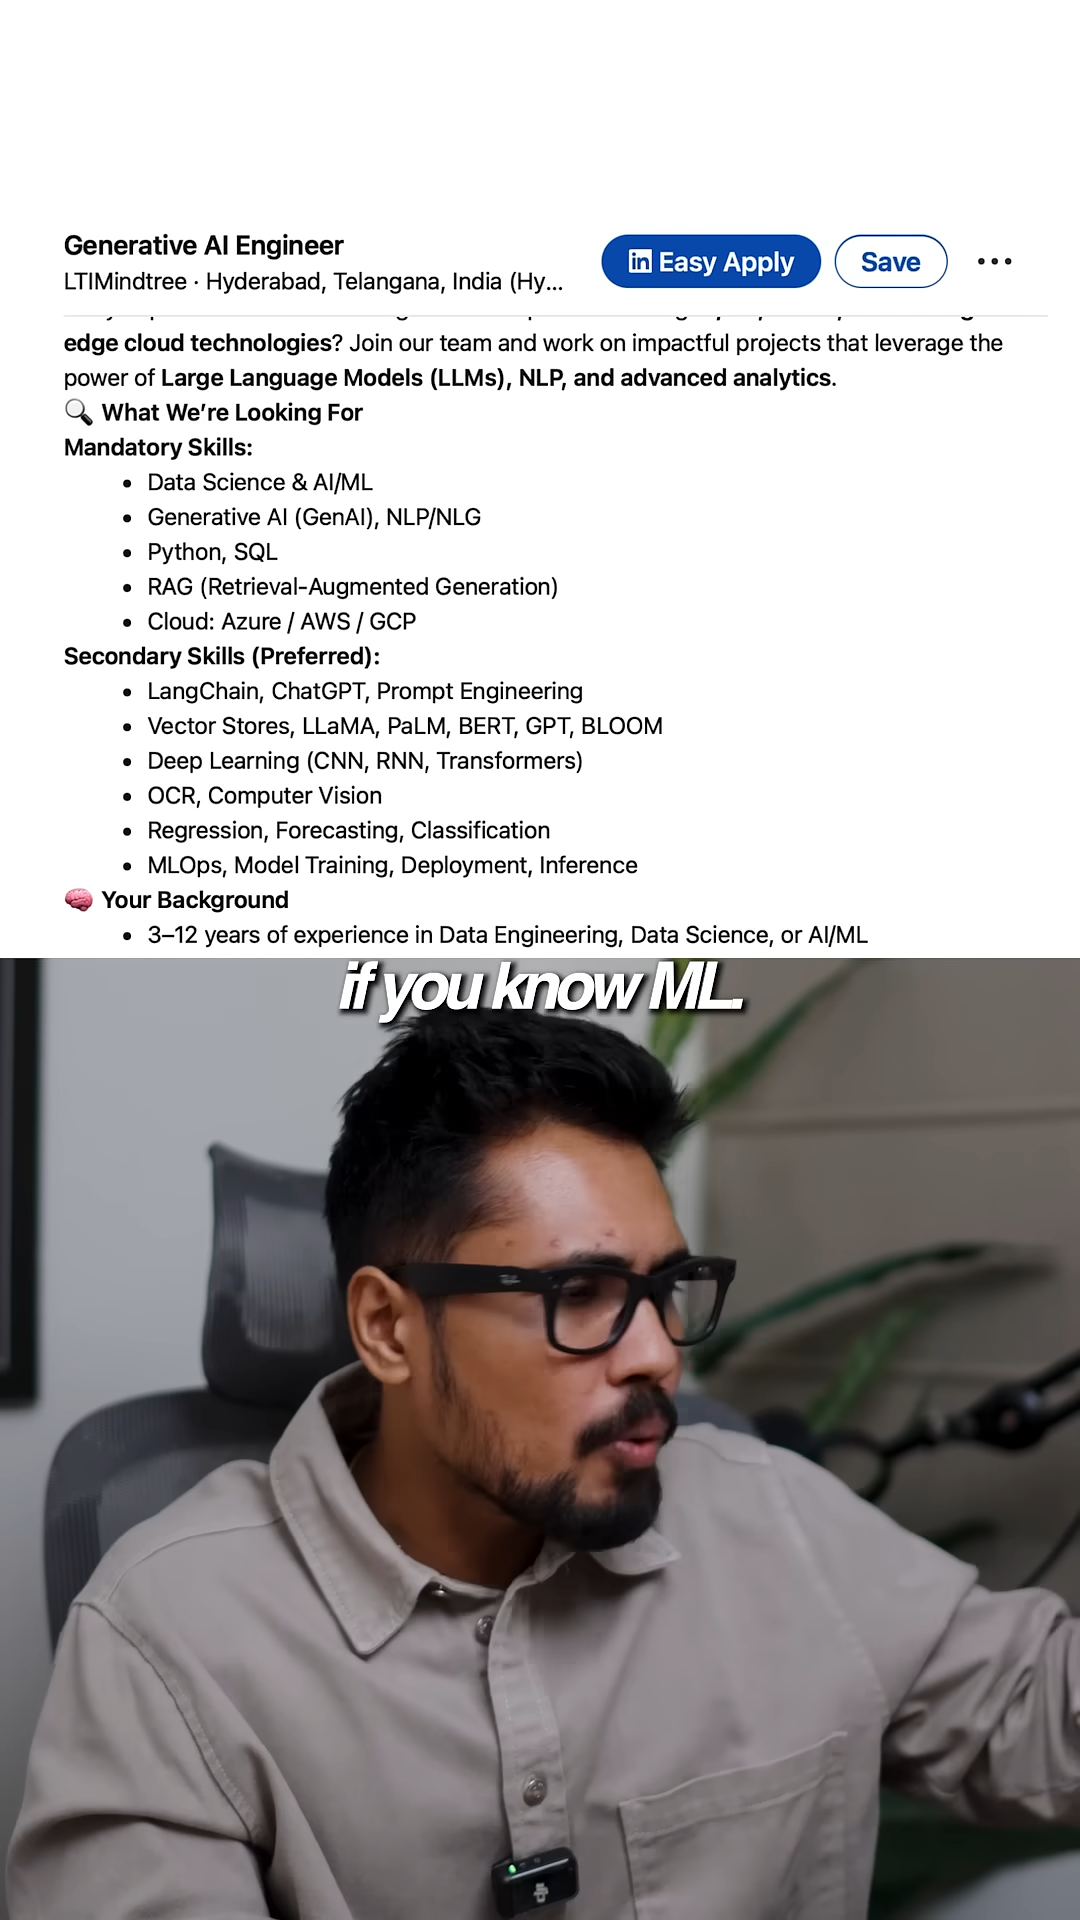 Generative AI Engineer
LTIMindtree · Hyderabad, Telangana, India (Hy...
in Easy Apply
Save
edge cloud technologies? Join our team and work on impactful projects that leverage the
power of Large Language Models (LLMs), NLP, and advanced analytics.
🔍 What We’re Looking For
Mandatory Skills:
• Data Science & AI/ML
• Generative AI (GenAI), NLP/NLG
• Python, SQL
• RAG (Retrieval-Augmented Generation)
• Cloud: Azure / AWS / GCP
Secondary Skills (Preferred):
• LangChain, ChatGPT, Prompt Engineering
• Vector Stores, LLaMA, PaLM, BERT, GPT, BLOOM
• Deep Learning (CNN, RNN, Transformers)
• OCR, Computer Vision
• Regression, Forecasting, Classification
• MLOps, Model Training, Deployment, Inference
🧠 Your Background
• 3–12 years of experience in Data Engineering, Data Science, or AI/ML
if you know ML.